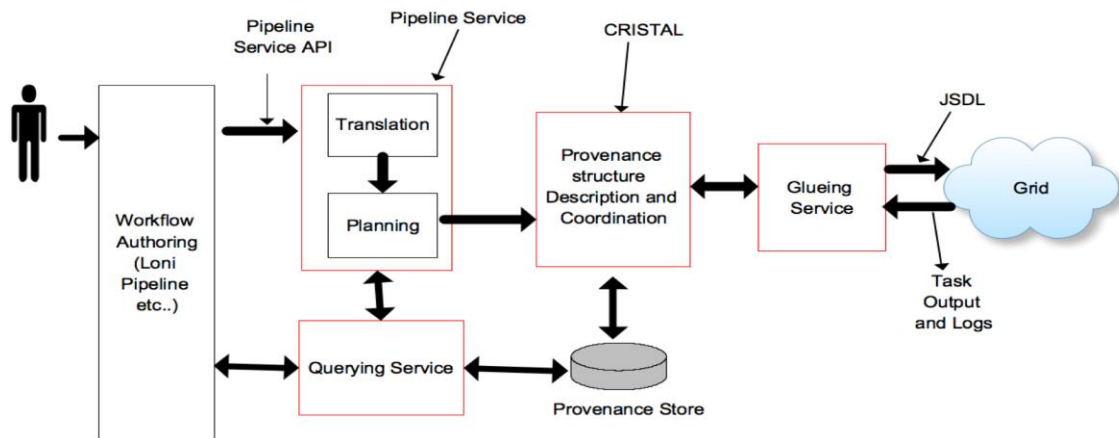 Pipeline
Service API
Pipeline Service
CRISTAL
JSDL
Translation
Planning
Workflow
Authoring
(Loni
Pipeline
etc..)
Provenance
structure
Description and
Coordination
Glueing
Service
Grid
Task
Output
and Logs
Querying Service
Provenance Store